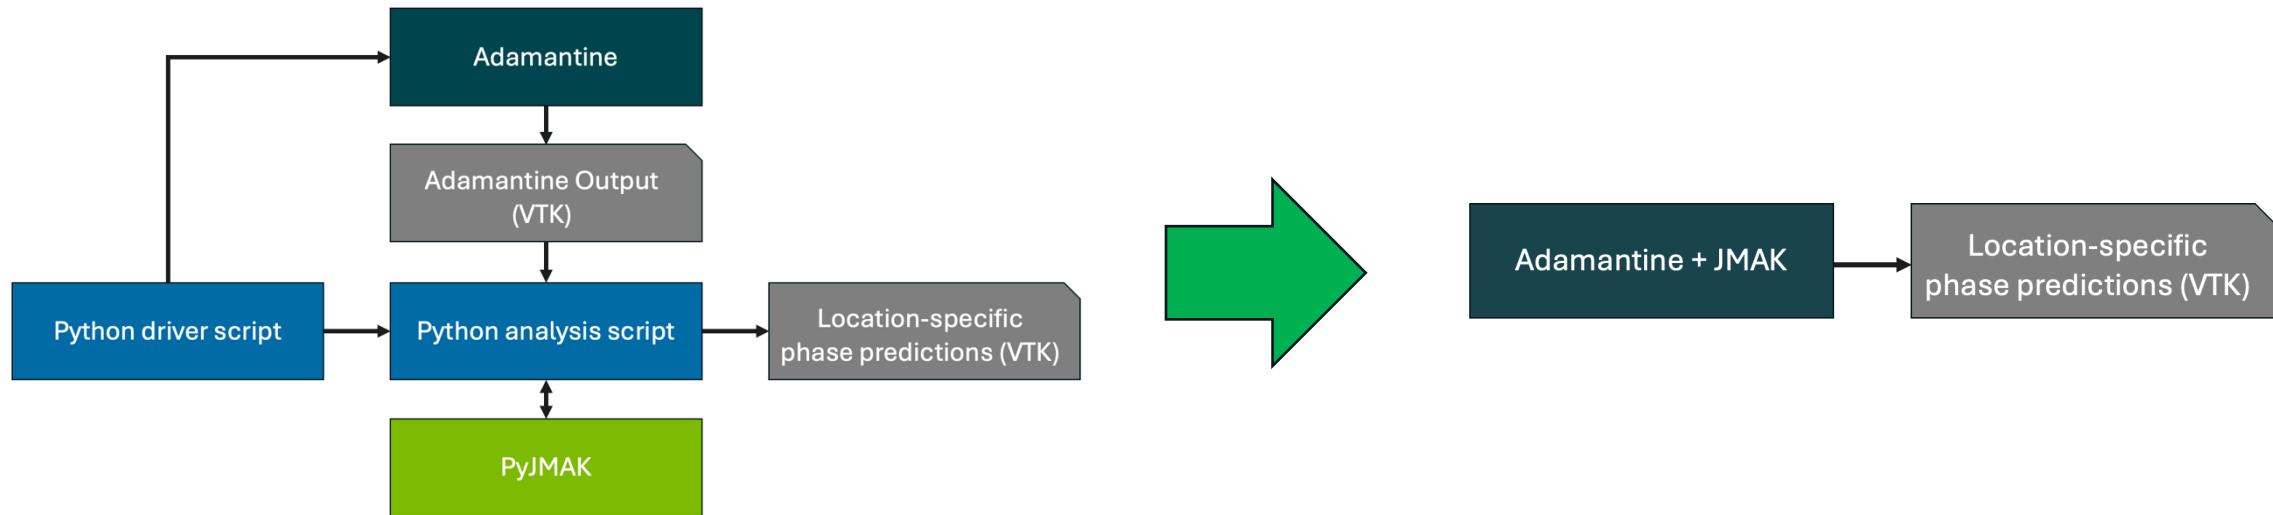 Adamantine
Adamantine Output
(VTK)
Python driver script
Python analysis script
Location-specific
phase predictions (VTK)
PyJMAK
Adamantine + JMAK
Location-specific
phase predictions (VTK)